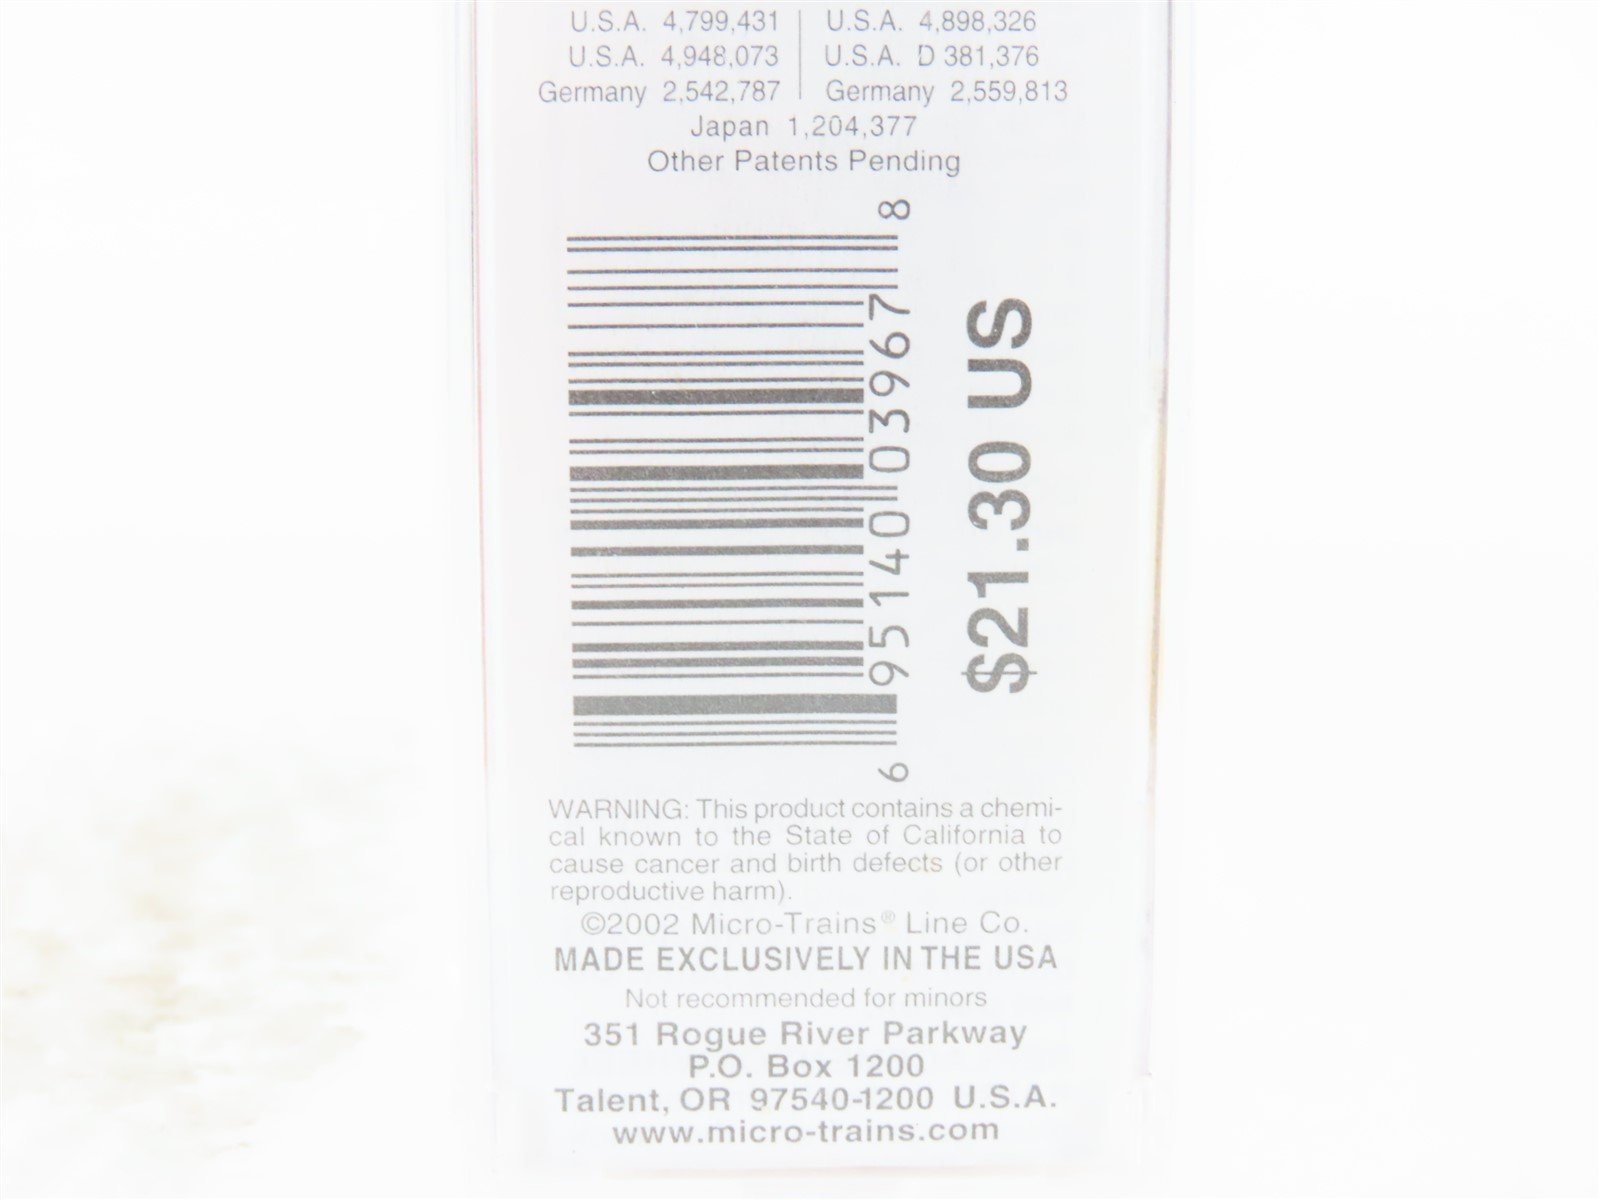 U.S.A. 4,799,431 U.S.A. 4,898,326
U.S.A. 4,948,073 U.S.A. D 381,376
Germany 2,542,787 Germany 2,559,813
Japan 1,204,377
Other Patents Pending
6 95140 03967 8
$21.30 US
WARNING: This product contains a chemi-
cal known to the State of California to
cause cancer and birth defects (or other
reproductive harm).
©2002 Micro-Trains® Line Co.
MADE EXCLUSIVELY IN THE USA
Not recommended for minors
351 Rogue River Parkway
P.O. Box 1200
Talent, OR 97540-1200 U.S.A.
www.micro-trains.com